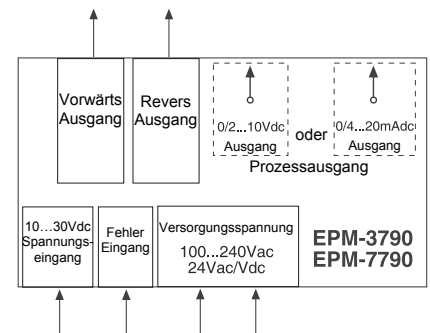 Vorwärts
Ausgang
Revers
Ausgang
0/2...10Vdc
Ausgang
oder
0/4...20mAdc
Ausgang
Prozessausgang
10...30Vdc
Spannungs-
eingang
Fehler
Eingang
Versorgungsspannung
100...240Vac
24Vac/Vdc
EPM-3790
EPM-7790